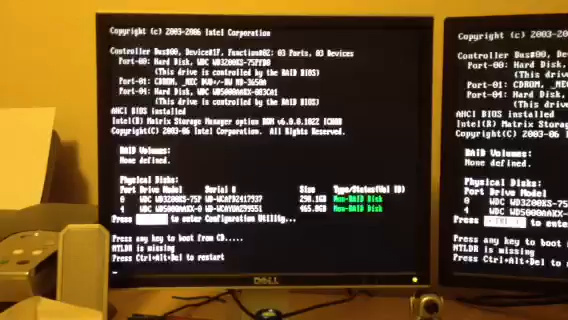 Copyright (c) 2003-2006 Intel Corporation
Controller Bus#00, Device#1F, Function#02: 03 Ports, 03 Devices
Port-00: Hard Disk, WDC WD3200KS-75PFB0
(This drive is controlled by the RAID BIOS)
Port-01: CDROM, _NEC DVD+/-RW ND-3650A
Port-04: Hard Disk, WDC WD5000AAKX-003CA1
(This drive is controlled by the RAID BIOS)
AHCI BIOS installed
Intel(R) Matrix Storage Manager option ROM v6.0.0.1022 ICH8R
Copyright(C) 2003-06 Intel Corporation. All Rights Reserved.
RAID Volumes:
None defined.
Physical Disks:
Port Drive Model Serial # Size Type/Status(Vol ID)
0 WDC WD3200KS-75P 298.1GB Non-RAID Disk
4 WDC WD5000AAKX-0 465.8GB Non-RAID Disk
Press to enter Configuration Utility...
Press any key to boot from CD.....
NTLDR is missing
Press Ctrl+Alt+Del to restart
DELL
Copyright (c) 2003-20
Controller Bus#00, De
Port-00: Hard Disk,
(This driv
Port-01: CDROM, _NEC
Port-04: Hard Disk,
(This driv
AHCI BIOS installed
Intel(R) Matrix Storag
Copyright(C) 2003-06 I
RAID Volumes:
None defined.
Physical Disks:
Port Drive Model
0 WDC WD3200KS-7
4 WDC WD5000AAKX
Press to ente
Press any key to boot
NTLDR is missing
Press Ctrl+Alt+Del to